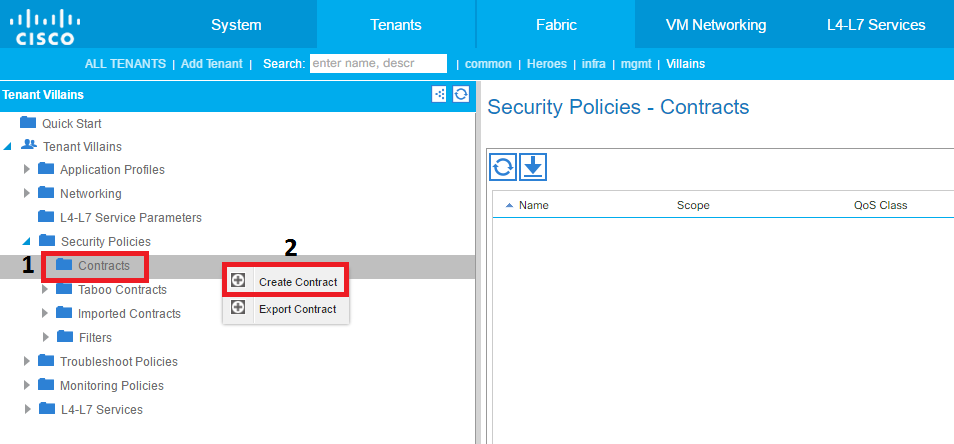 CISCO
System
Tenants
Fabric
VM Networking
L4-L7 Services
ALL TENANTS | Add Tenant | Search: enter name, descr | common | Heroes | infra | mgmt | Villains
Tenant Villains
Quick Start
Tenant Villains
Application Profiles
Networking
L4-L7 Service Parameters
Security Policies
1 Contracts
Taboo Contracts
Imported Contracts
Filters
Troubleshoot Policies
Monitoring Policies
L4-L7 Services
2
Create Contract
Export Contract
Security Policies - Contracts
Name Scope QoS Class